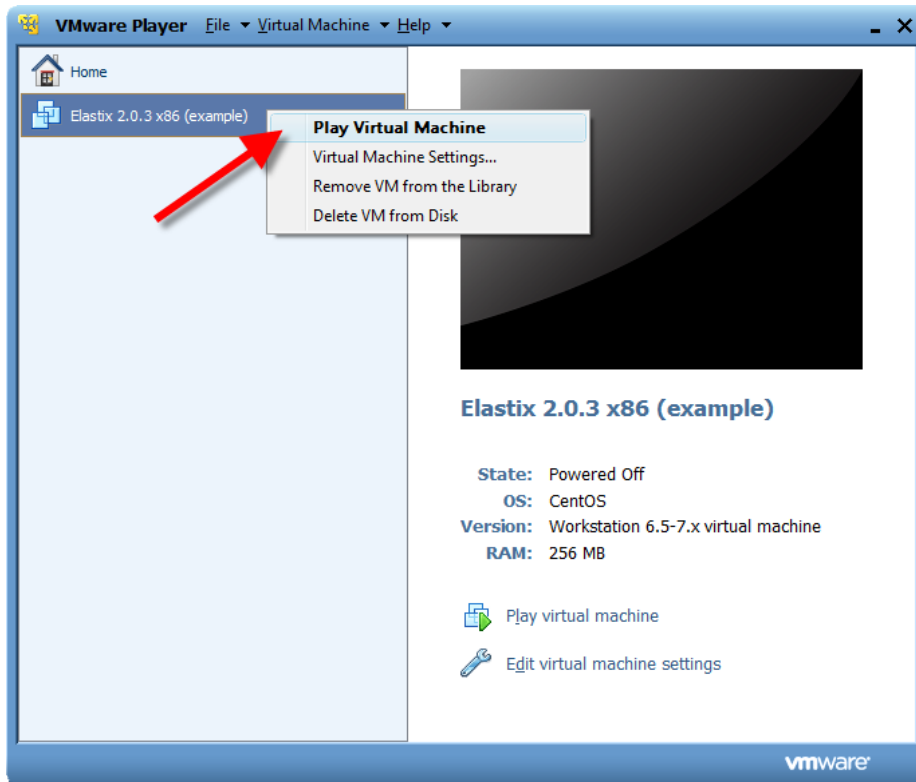 VMware Player File Virtual Machine Help
Home
Elastix 2.0.3 x86 (example)
Play Virtual Machine
Virtual Machine Settings...
Remove VM from the Library
Delete VM from Disk
Elastix 2.0.3 x86 (example)
State: Powered Off
OS: CentOS
Version: Workstation 6.5-7.x virtual machine
RAM: 256 MB
Play virtual machine
Edit virtual machine settings
vmware